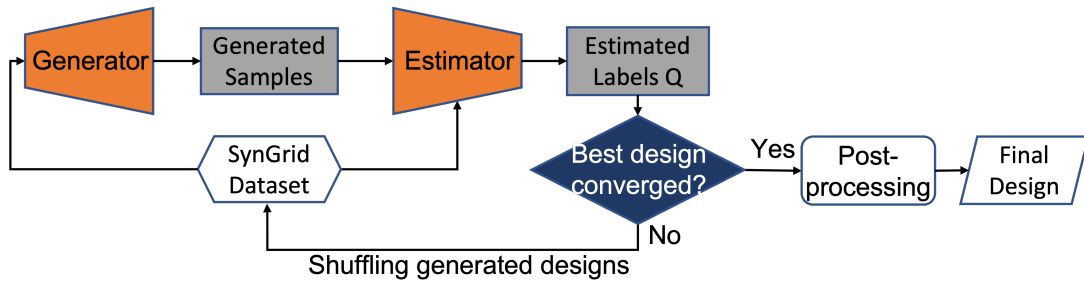 Generator
Generated
Samples
Estimator
Estimated
Labels Q
SynGrid
Dataset
Best design
converged?
Yes
Post-
processing
Final
Design
No
Shuffling generated designs